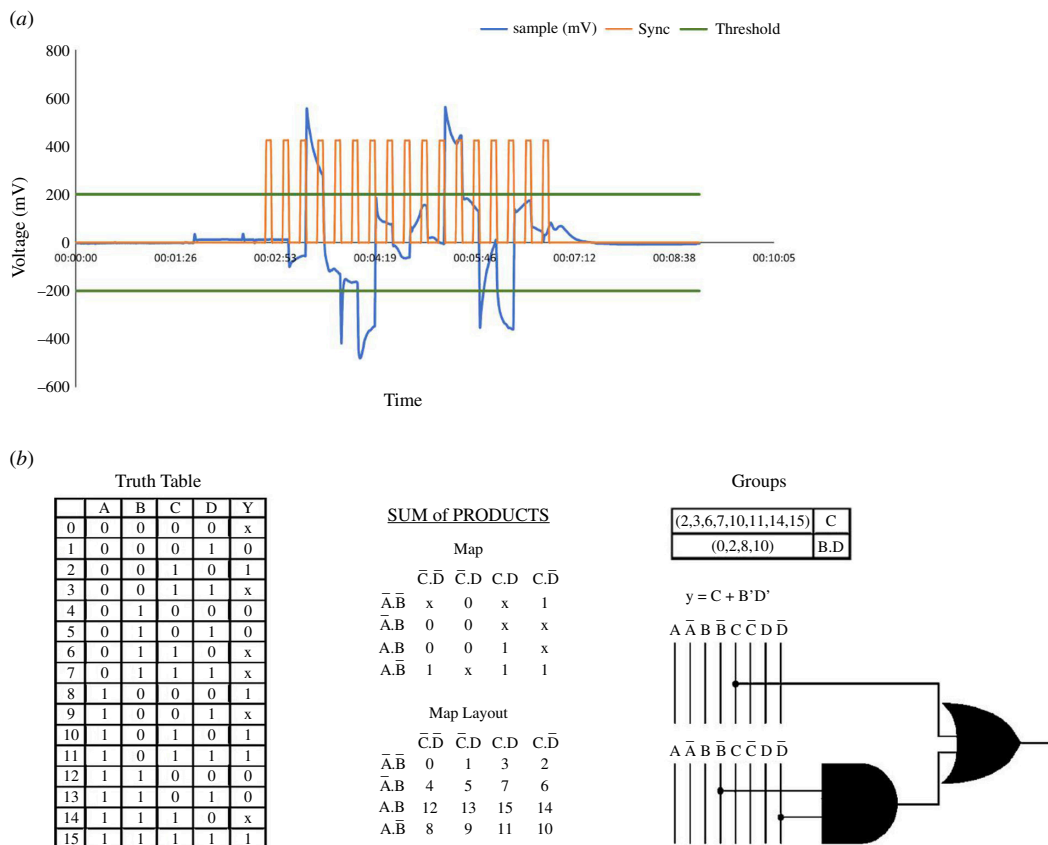 (a)
sample (mV) Sync Threshold
800
600
400
200
0
–200
–400
–600
Voltage (mV)
00:00:00 00:01:26 00:02:53 00:04:19 00:05:46 00:07:12 00:08:38 00:10:05
Time
(b)
Truth Table
A B C D Y
0 0 0 0 0 x
1 0 0 0 1 0
2 0 0 1 0 1
3 0 0 1 1 x
4 0 1 0 0 0
5 0 1 0 1 0
6 0 1 1 0 x
7 0 1 1 1 x
8 1 0 0 0 1
9 1 0 0 1 x
10 1 0 1 0 1
11 1 0 1 1 1
12 1 1 0 0 0
13 1 1 0 1 0
14 1 1 1 0 x
15 1 1 1 1 1
SUM of PRODUCTS
Map
C̅.D̅ C̅.D C.D C.D̅
A̅.B̅ x 0 x 1
A̅.B 0 0 x x
A.B 0 0 1 x
A.B̅ 1 x 1 1
Map Layout
C̅.D̅ C̅.D C.D C.D̅
A̅.B̅ 0 1 3 2
A̅.B 4 5 7 6
A.B 12 13 15 14
A.B̅ 8 9 11 10
Groups
(2,3,6,7,10,11,14,15) C
(0,2,8,10) B.D
y = C + B'D'
A A̅ B B̅ C C̅ D D̅
A A̅ B B̅ C C̅ D D̅